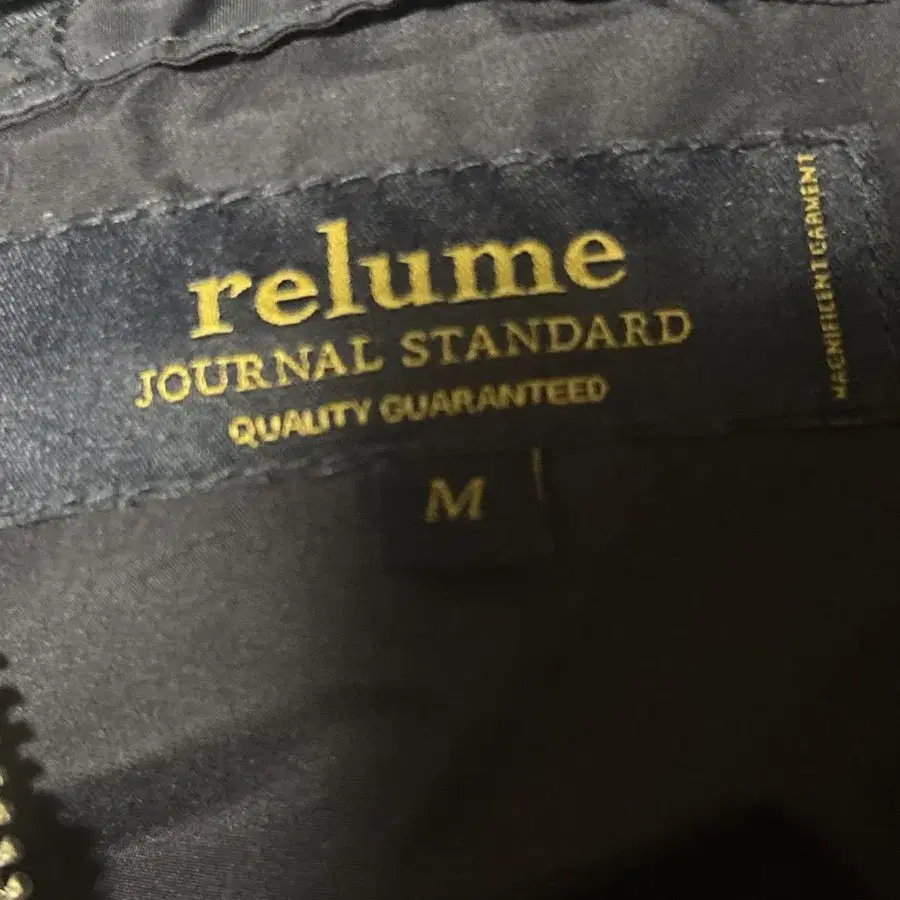 relume
JOURNAL STANDARD
QUALITY GUARANTEED
M
MAGNIFICENT GARMENT